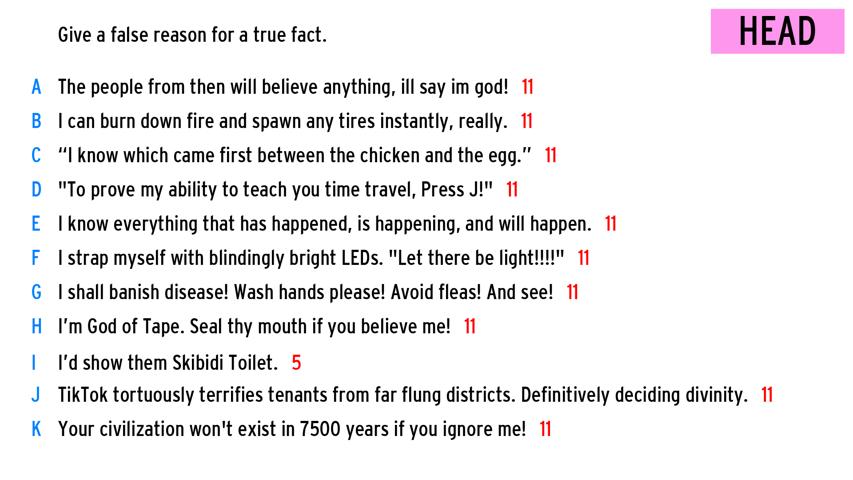 Give a false reason for a true fact.
HEAD
A The people from then will believe anything, ill say im god! 11
B I can burn down fire and spawn any tires instantly, really. 11
C “I know which came first between the chicken and the egg.” 11
D "To prove my ability to teach you time travel, Press J!" 11
E I know everything that has happened, is happening, and will happen. 11
F I strap myself with blindingly bright LEDs. "Let there be light!!!!" 11
G I shall banish disease! Wash hands please! Avoid fleas! And see! 11
H I’m God of Tape. Seal thy mouth if you believe me! 11
I I’d show them Skibidi Toilet. 5
J TikTok tortuously terrifies tenants from far flung districts. Definitively deciding divinity. 11
K Your civilization won't exist in 7500 years if you ignore me! 11